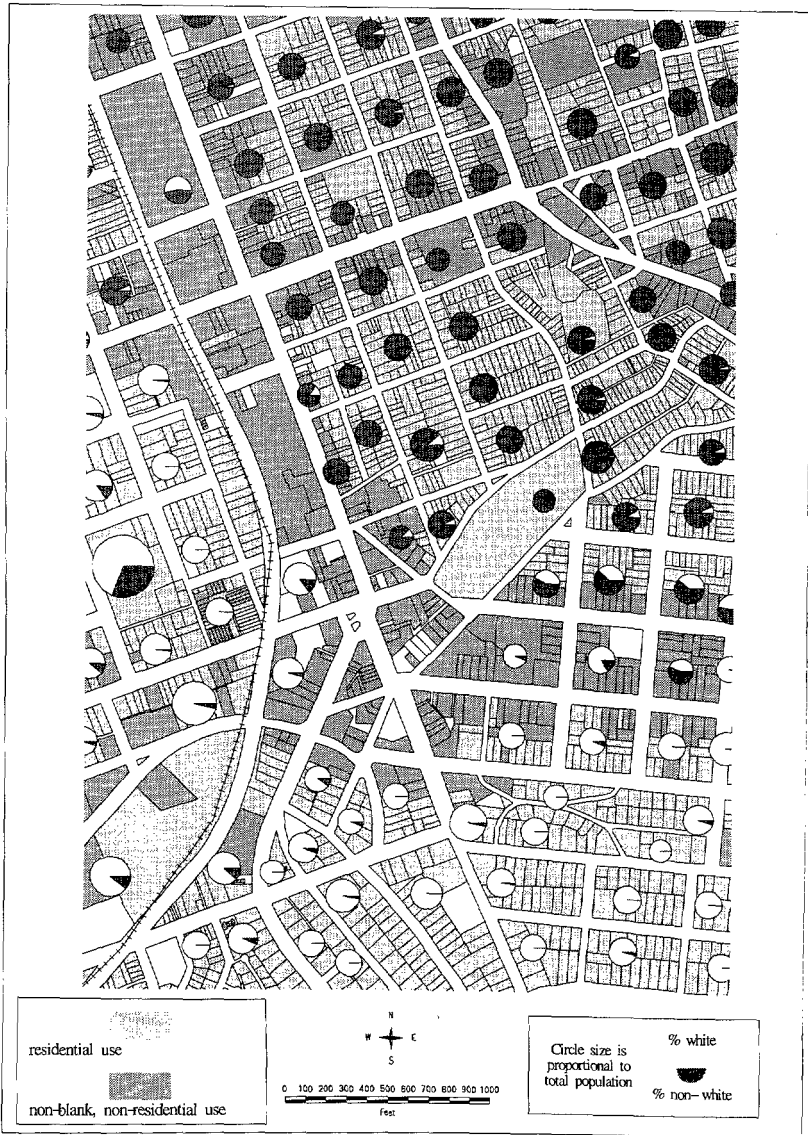 residential use
non-blank, non-residential use
N
W E
S
0 100 200 300 400 500 600 700 800 900 1000
Feet
Circle size is
proportional to
total population
% white
% non-white